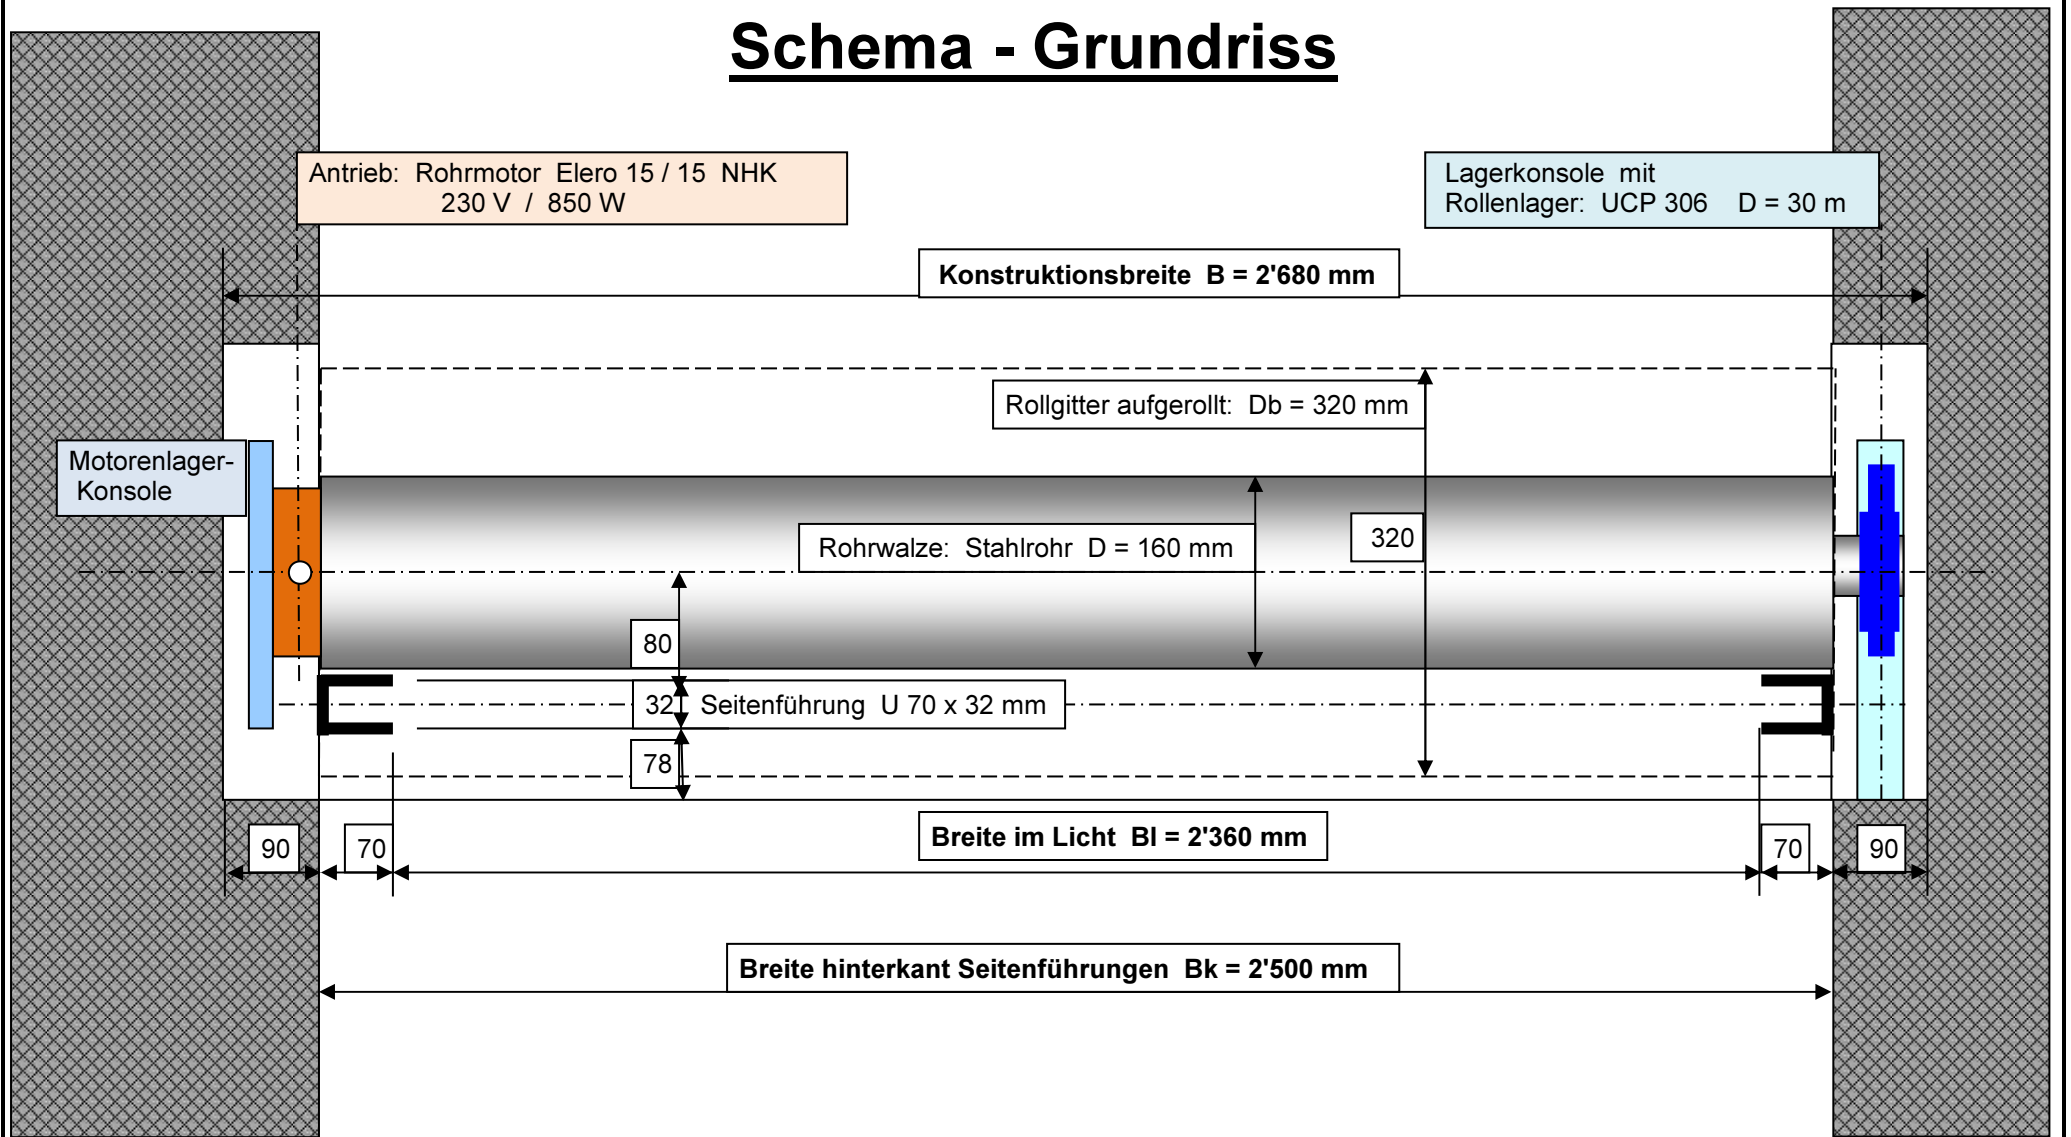 Schema - Grundriss
Antrieb: Rohrmotor Elero 15 / 15 NHK
230 V / 850 W
Lagerkonsole mit
Rollenlager: UCP 306 D = 30 m
Konstruktionsbreite B = 2'680 mm
Rollgitter aufgerollt: Db = 320 mm
Motorenlager-
Konsole
Rohrwalze: Stahlrohr D = 160 mm
320
80
32 Seitenführung U 70 x 32 mm
78
90
70
Breite im Licht Bl = 2'360 mm
70
90
Breite hinterkant Seitenführungen Bk = 2'500 mm